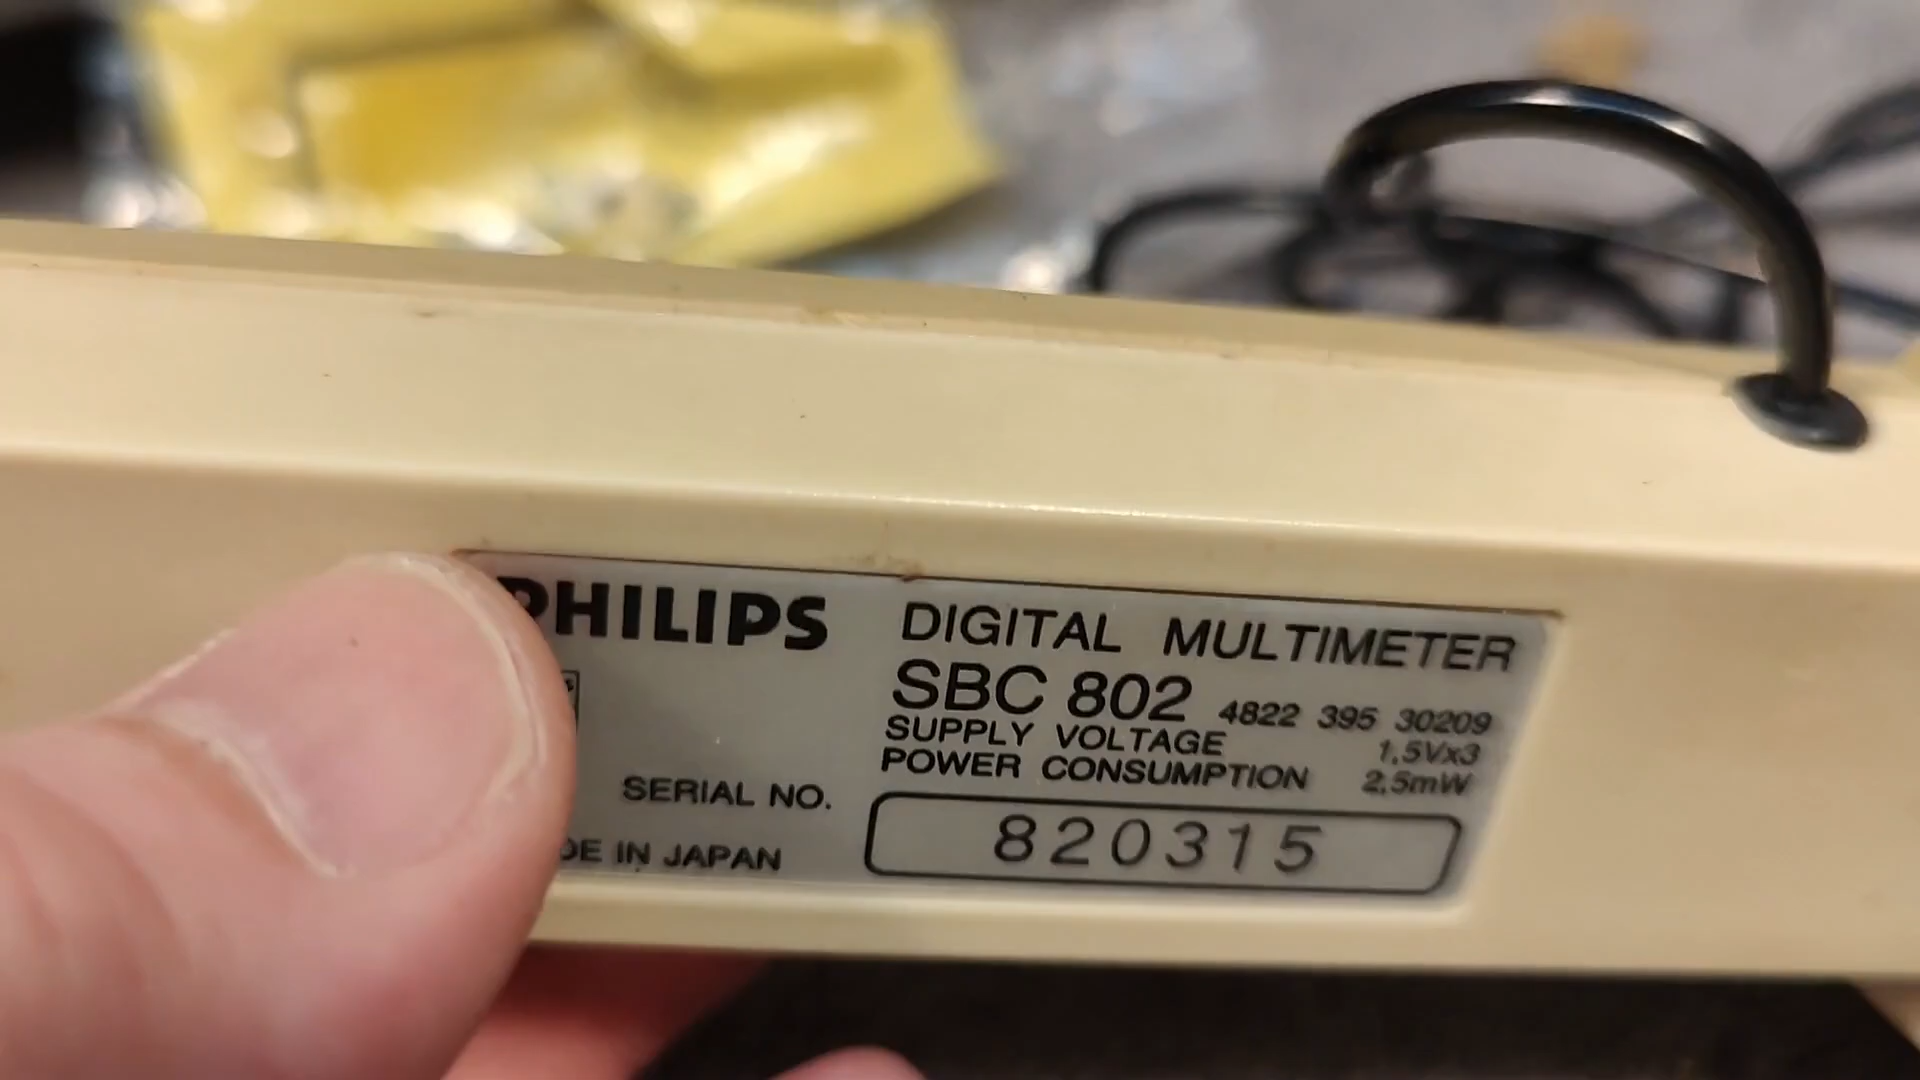 PHILIPS
DIGITAL MULTIMETER
SBC 802 4822 395 30209
SUPPLY VOLTAGE 1,5Vx3
POWER CONSUMPTION 2,5mW
SERIAL NO. 820315
DE IN JAPAN